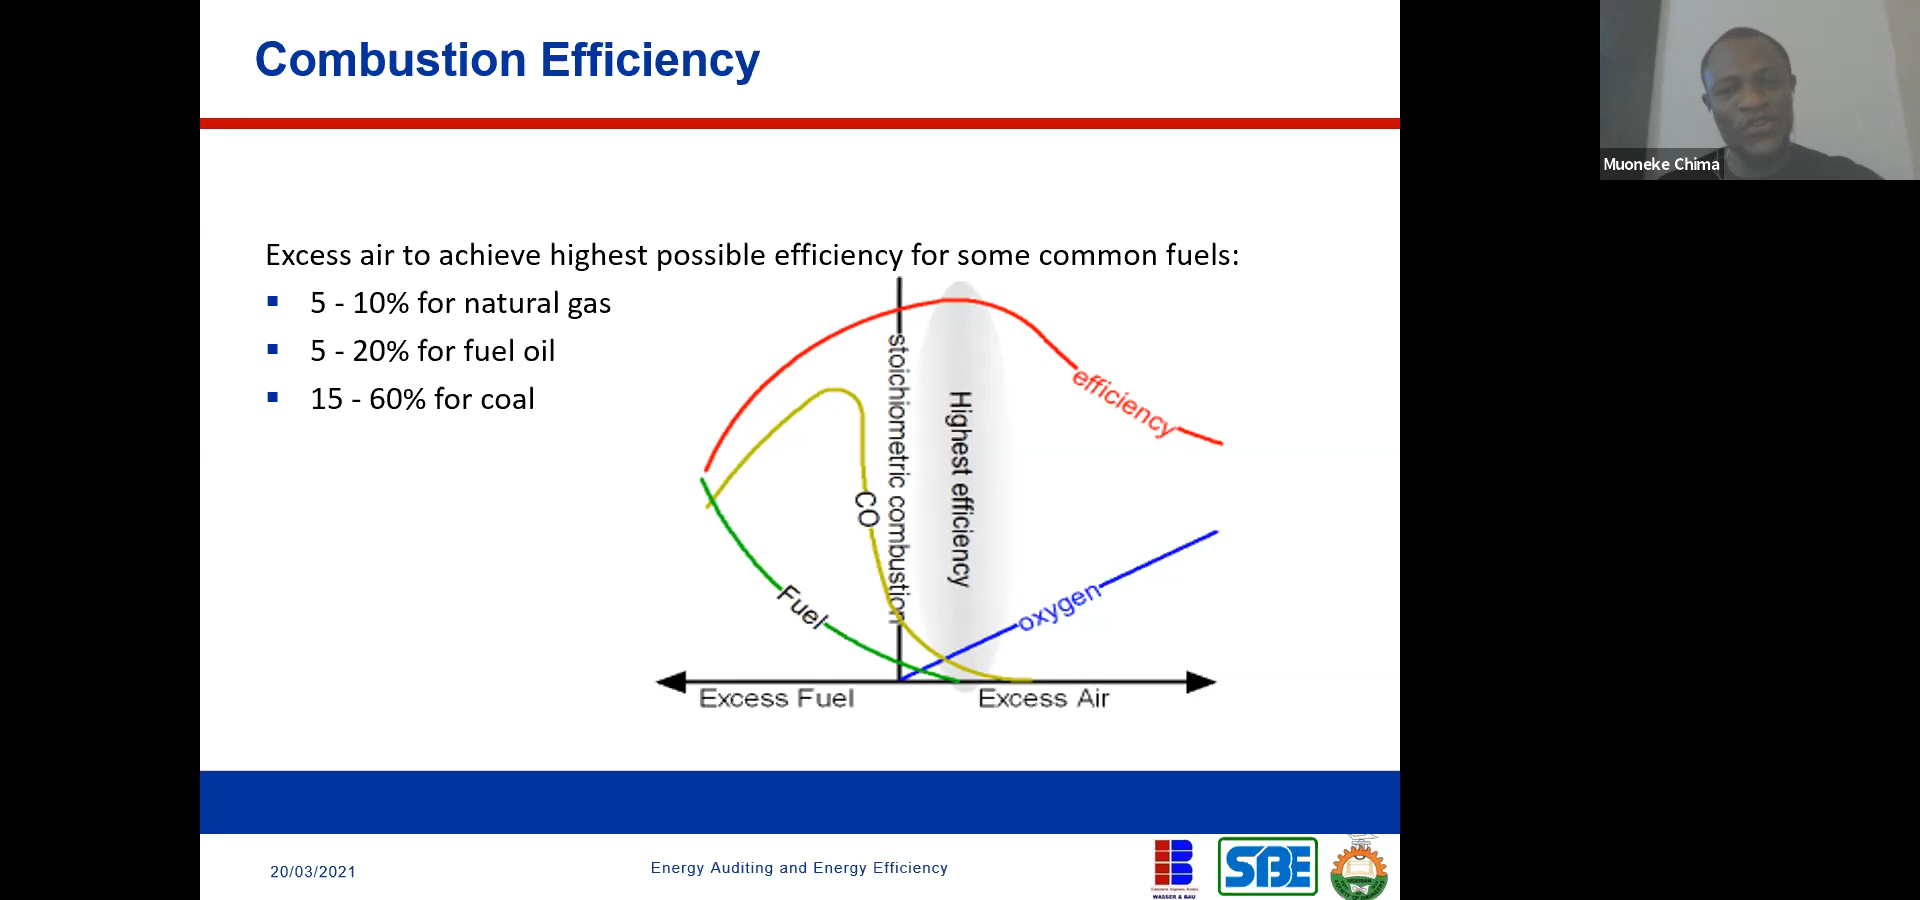 Combustion Efficiency
Muoneke Chima
Excess air to achieve highest possible efficiency for some common fuels:
5 - 10% for natural gas
5 - 20% for fuel oil
15 - 60% for coal
stoichiometric combustion
Highest efficiency
efficiency
CO
Fuel
oxygen
Excess Fuel
Excess Air
20/03/2021
Energy Auditing and Energy Efficiency
WASSER & BAU
SBE